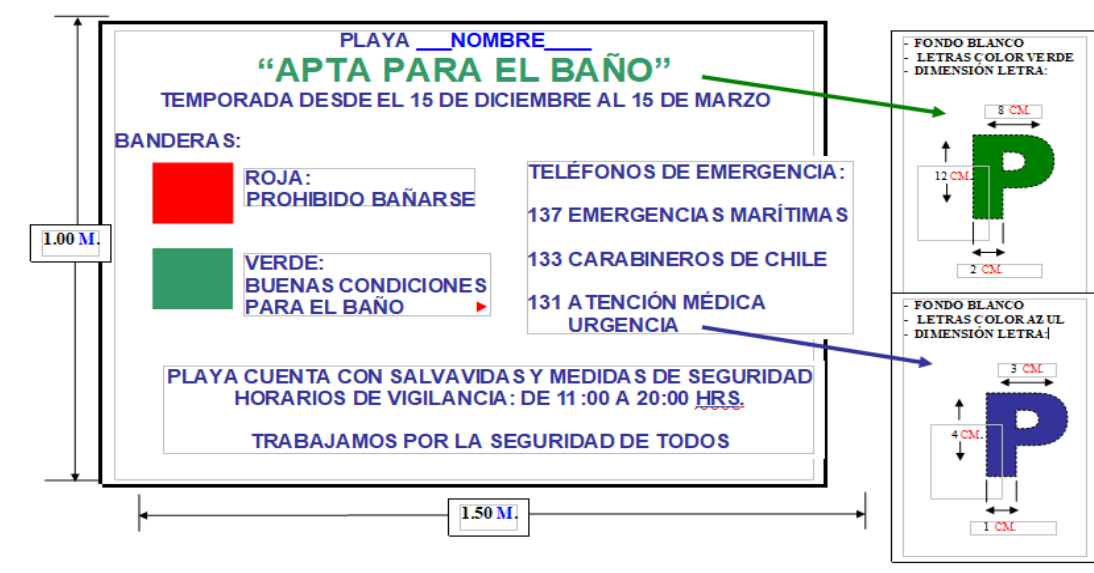 PLAYA ___NOMBRE____
“APTA PARA EL BAÑO”
TEMPORADA DESDE EL 15 DE DICIEMBRE AL 15 DE MARZO
BANDERAS:
ROJA:
PROHIBIDO BAÑARSE
VERDE:
BUENAS CONDICIONES
PARA EL BAÑO
TELÉFONOS DE EMERGENCIA:
137 EMERGENCIAS MARÍTIMAS
133 CARABINEROS DE CHILE
131 ATENCIÓN MÉDICA
URGENCIA
PLAYA CUENTA CON SALVAVIDAS Y MEDIDAS DE SEGURIDAD
HORARIOS DE VIGILANCIA: DE 11:00 A 20:00 HRS.
TRABAJAMOS POR LA SEGURIDAD DE TODOS
1.00 M.
1.50 M.
- FONDO BLANCO
- LETRAS COLOR VERDE
- DIMENSIÓN LETRA:
8 CM.
12 CM.
P
2 CM.
- FONDO BLANCO
- LETRAS COLOR AZUL
- DIMENSIÓN LETRA:
3 CM.
4 CM.
P
1 CM.